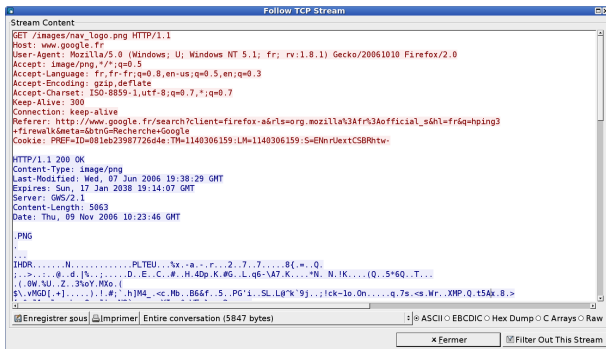 Follow TCP Stream
Stream Content
GET /images/nav_logo.png HTTP/1.1
Host: www.google.fr
User-Agent: Mozilla/5.0 (Windows; U; Windows NT 5.1; fr; rv:1.8.1) Gecko/20061010 Firefox/2.0
Accept: image/png,*/*;q=0.5
Accept-Language: fr,fr-fr;q=0.8,en-us;q=0.5,en;q=0.3
Accept-Encoding: gzip,deflate
Accept-Charset: ISO-8859-1,utf-8;q=0.7,*;q=0.7
Keep-Alive: 300
Connection: keep-alive
Referer: http://www.google.fr/search?client=firefox-a&rls=org.mozilla%3Afr%3Aofficial_s&hl=fr&q=hping3
+firewalk&meta=&btnG=Recherche+Google
Cookie: PREF=ID=081eb23987726d4e:TM=1140306159:LM=1140306159:S=ENnrUextCSBRhtw-
HTTP/1.1 200 OK
Content-Type: image/png
Last-Modified: Wed, 07 Jun 2006 19:38:29 GMT
Expires: Sun, 17 Jan 2038 19:14:07 GMT
Server: GWS/2.1
Content-Length: 5063
Date: Thu, 09 Nov 2006 10:23:46 GMT
.PNG
.
...
IHDR.......N.............PLTEU...%x.-a.-.r...2..7..7.....8{.=..Q.
Enregistrer sous Imprimer Entire conversation (5847 bytes) ASCII EBCDIC Hex Dump C Arrays Raw
Fermer Filter Out This Stream